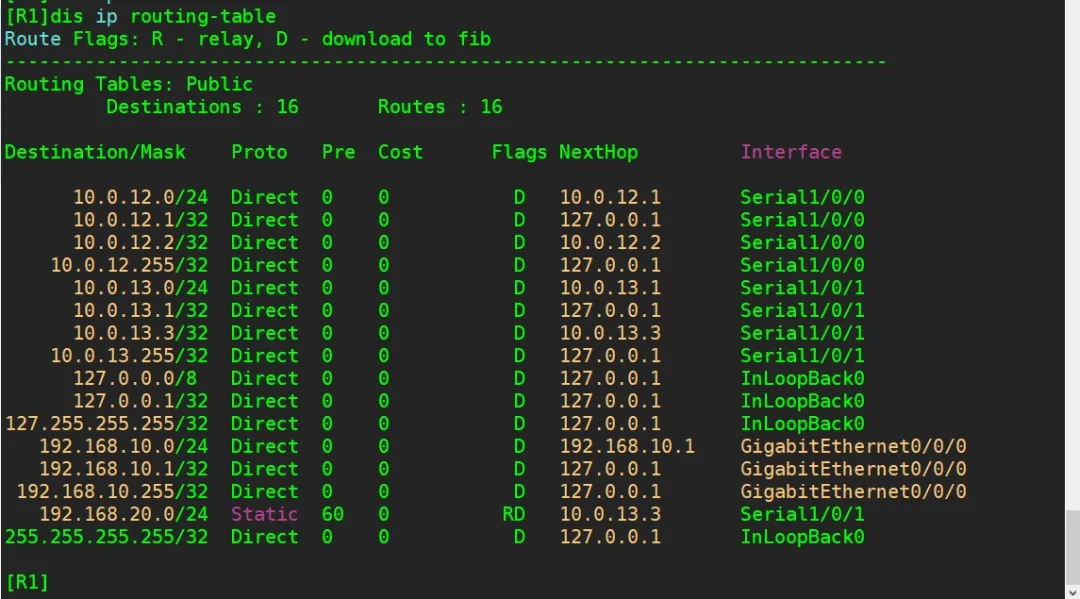 [R1]dis ip routing-table
Route Flags: R - relay, D - download to fib
------------------------------------------------------------------------------
Routing Tables: Public
         Destinations : 16       Routes : 16

Destination/Mask    Proto   Pre  Cost      Flags NextHop         Interface

      10.0.12.0/24  Direct  0    0           D   10.0.12.1       Serial1/0/0
      10.0.12.1/32  Direct  0    0           D   127.0.0.1       Serial1/0/0
      10.0.12.2/32  Direct  0    0           D   10.0.12.2       Serial1/0/0
    10.0.12.255/32  Direct  0    0           D   127.0.0.1       Serial1/0/0
      10.0.13.0/24  Direct  0    0           D   10.0.13.1       Serial1/0/1
      10.0.13.1/32  Direct  0    0           D   127.0.0.1       Serial1/0/1
      10.0.13.3/32  Direct  0    0           D   10.0.13.3       Serial1/0/1
    10.0.13.255/32  Direct  0    0           D   127.0.0.1       Serial1/0/1
      127.0.0.0/8   Direct  0    0           D   127.0.0.1       InLoopBack0
      127.0.0.1/32  Direct  0    0           D   127.0.0.1       InLoopBack0
127.255.255.255/32  Direct  0    0           D   127.0.0.1       InLoopBack0
   192.168.10.0/24  Direct  0    0           D   192.168.10.1    GigabitEthernet0/0/0
   192.168.10.1/32  Direct  0    0           D   127.0.0.1       GigabitEthernet0/0/0
 192.168.10.255/32  Direct  0    0           D   127.0.0.1       GigabitEthernet0/0/0
   192.168.20.0/24  Static  60   0          RD   10.0.13.3       Serial1/0/1
255.255.255.255/32  Direct  0    0           D   127.0.0.1       InLoopBack0

[R1]